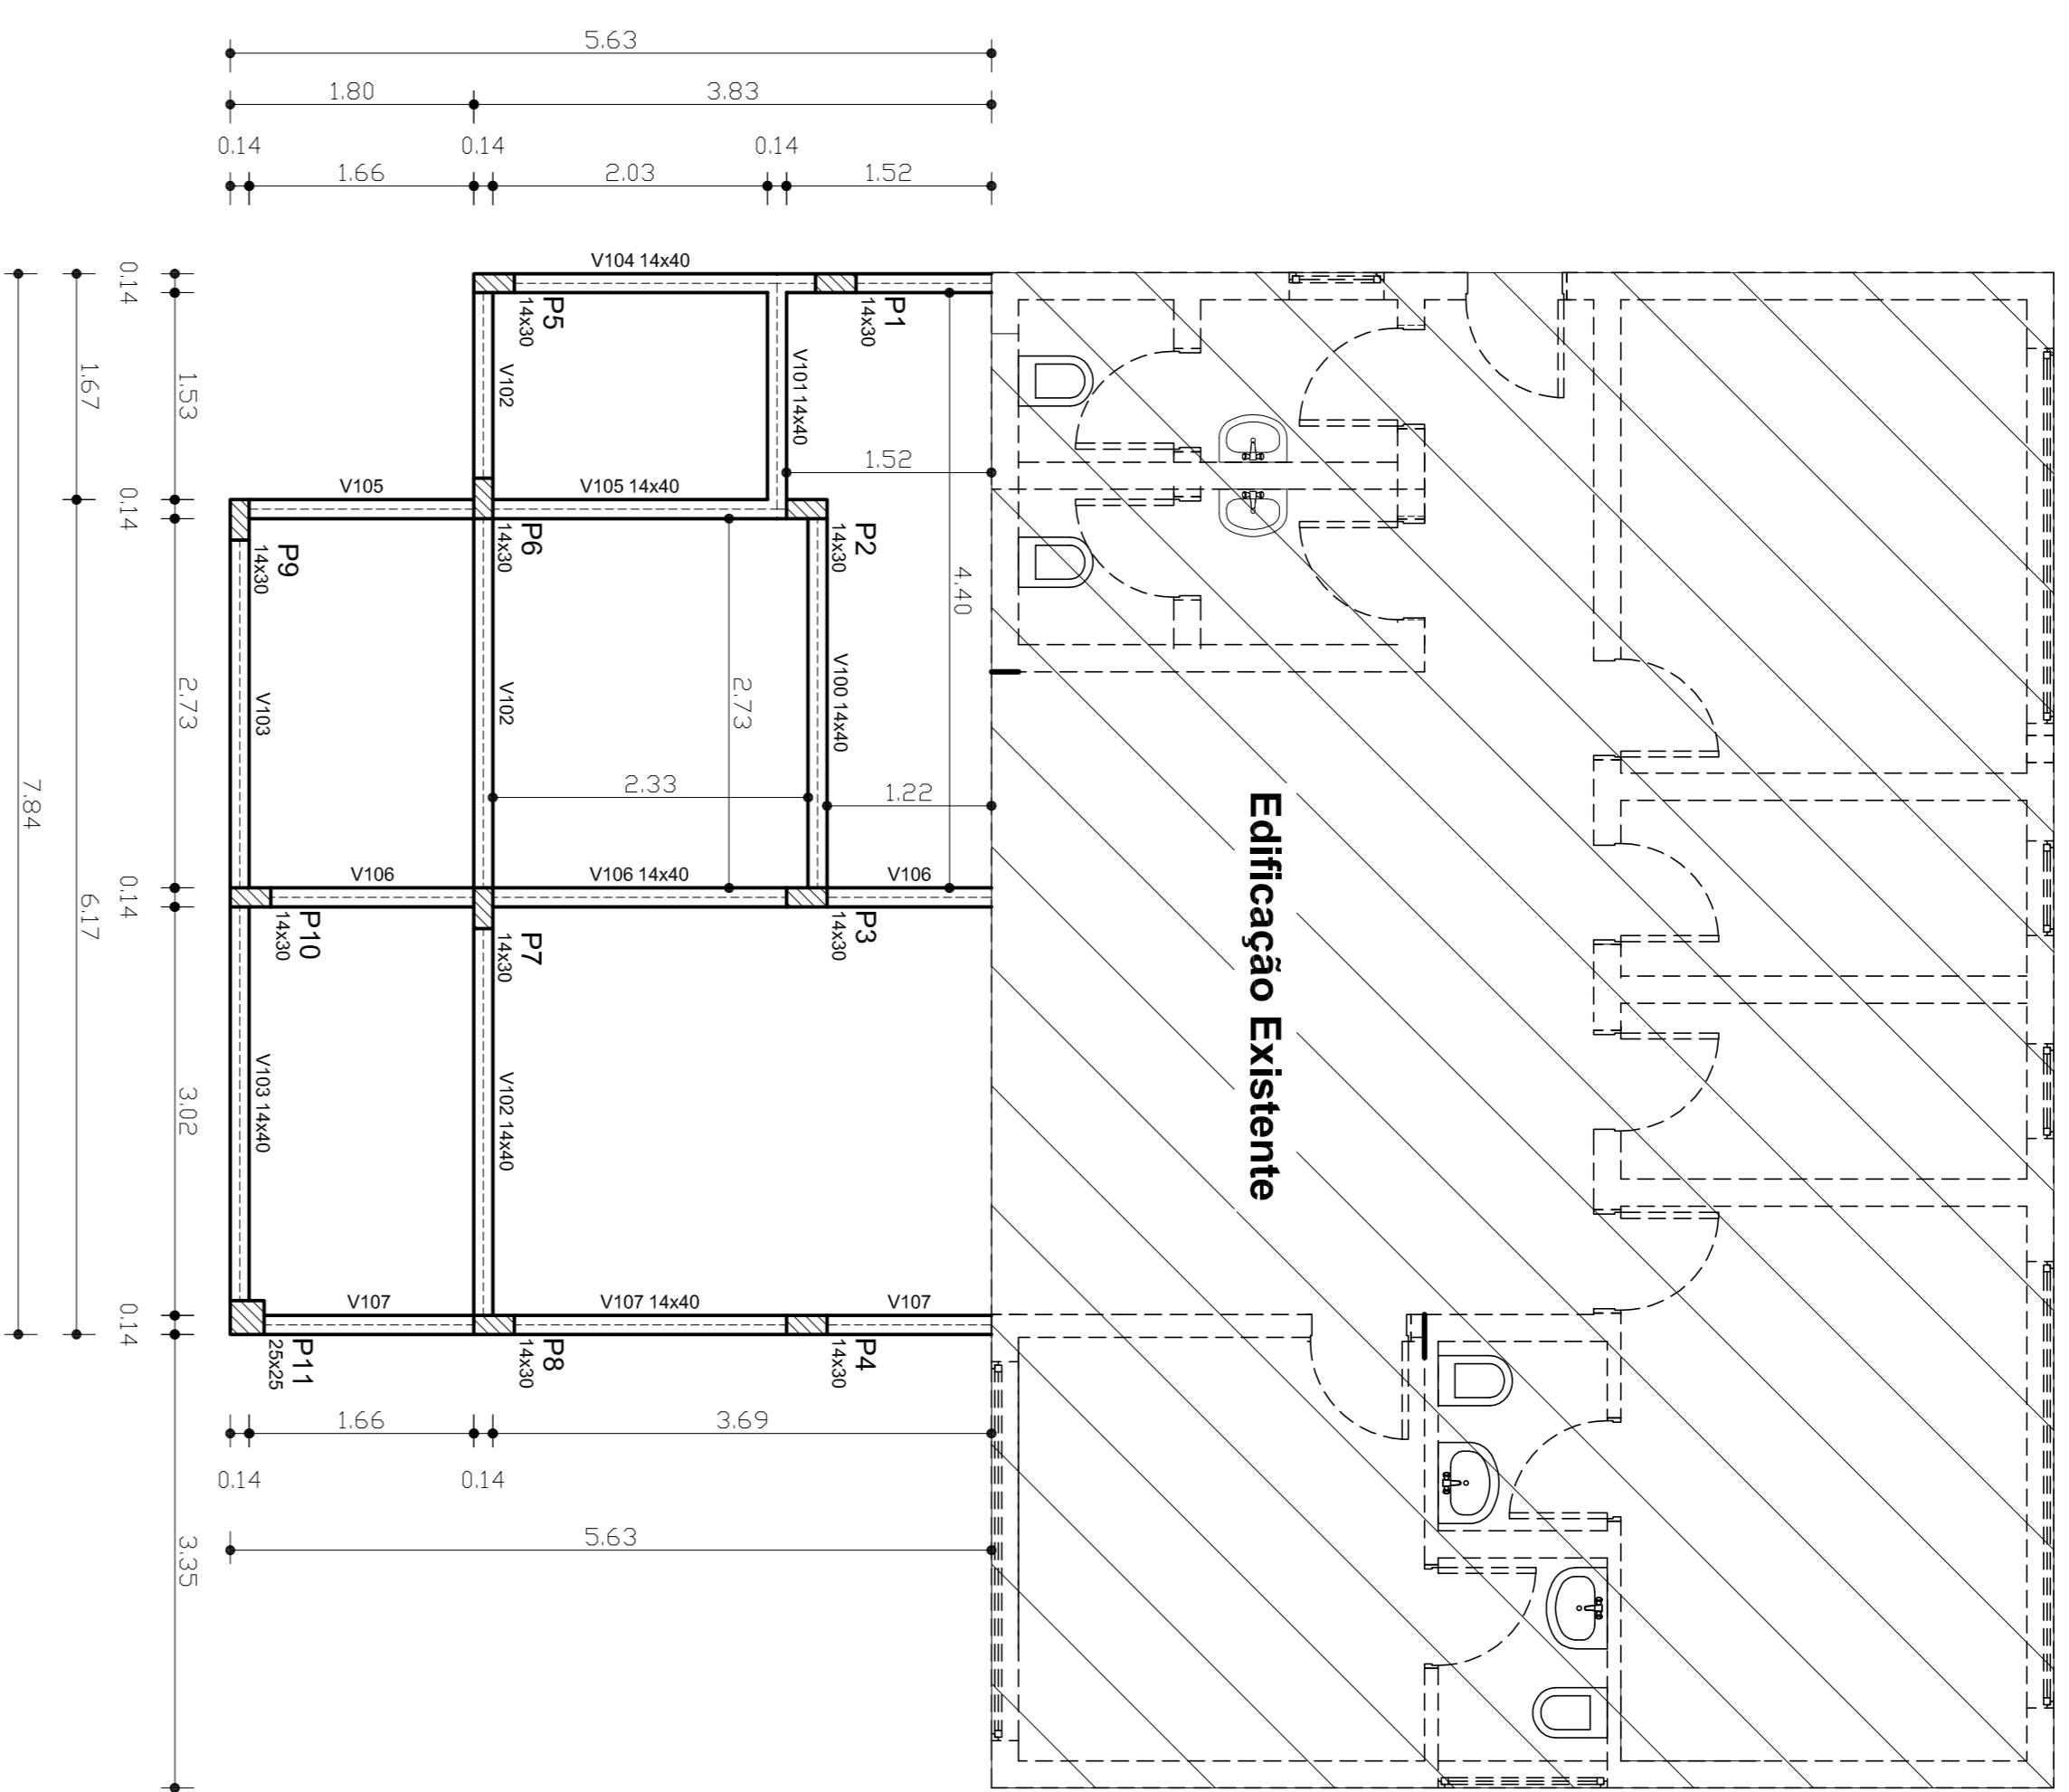 5.63
1.80
3.83
0.14
0.14
0.14
1.66
2.03
1.52
V104 14x40
P5
14x30
P1
14x30
V102
V101 14x40
1.52
0.14
1.53
1.67
0.14
V105
V105 14x40
P9
14x30
P6
14x30
P2
14x30
4.40
V103
V102
V100 14x40
2.73
2.73
2.33
1.22
7.84
6.17
0.14
V106
V106 14x40
V106
P10
14x30
P7
14x30
P3
14x30
Edificação Existente
V103 14x40
V102 14x40
3.02
0.14
V107
V107 14x40
V107
P11
25x25
P8
14x30
P4
14x30
1.66
3.69
0.14
0.14
5.63
3.35